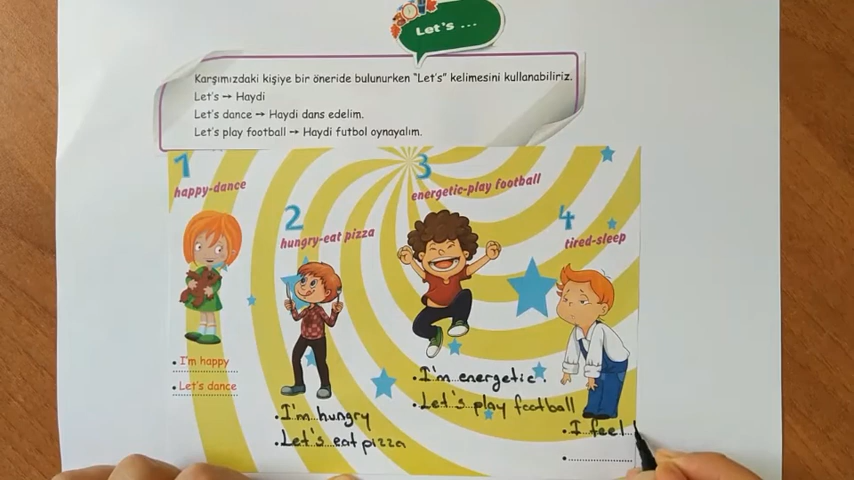 Let's ...
Karşımızdaki kişiye bir öneride bulunurken "Let's" kelimesini kullanabiliriz.
Let's → Haydi
Let's dance → Haydi dans edelim.
Let's play football → Haydi futbol oynayalım.
1
happy-dance
• I'm happy
• Let's dance
2
hungry-eat pizza
• I'm hungry
• Let's eat pizza
3
energetic-play football
• I'm energetic.
• Let's play football
4
tired-sleep
• I feel